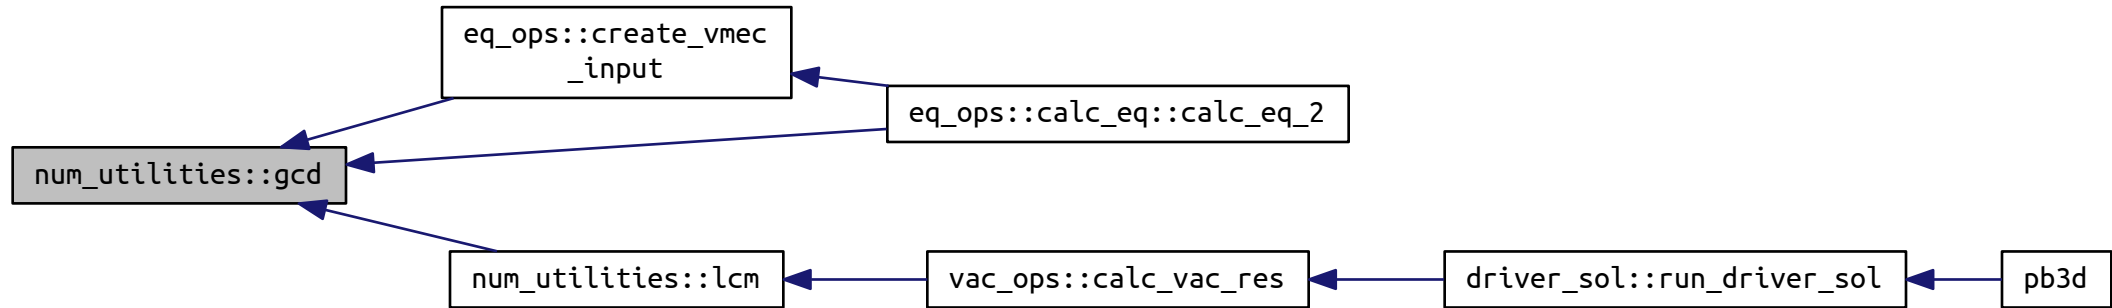 eq_ops::create_vmec
_input
eq_ops::calc_eq::calc_eq_2
num_utilities::gcd
num_utilities::lcm
vac_ops::calc_vac_res
driver_sol::run_driver_sol
pb3d